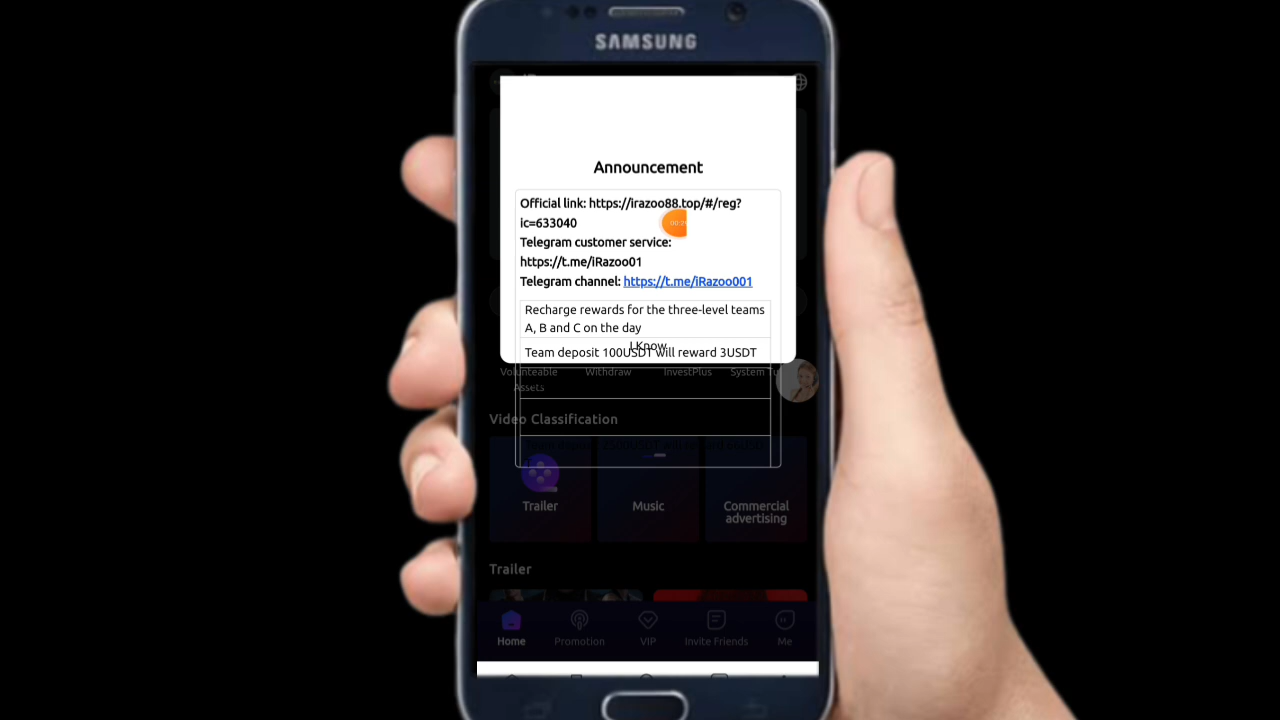 SAMSUNG
Announcement
Official link: https://irazoo88.top/#/reg?
ic=633040
00:25
Telegram customer service:
https://t.me/iRazoo01
Telegram channel: https://t.me/iRazoo001
Recharge rewards for the three-level teams
A, B and C on the day
I Know
Team deposit 100USDT will reward 3USDT
Volunteable
Assets
Withdraw
InvestPlus
System Tu
Video Classification
Trailer
Music
Commercial
advertising
Trailer
Home
Promotion
VIP
Invite Friends
Me